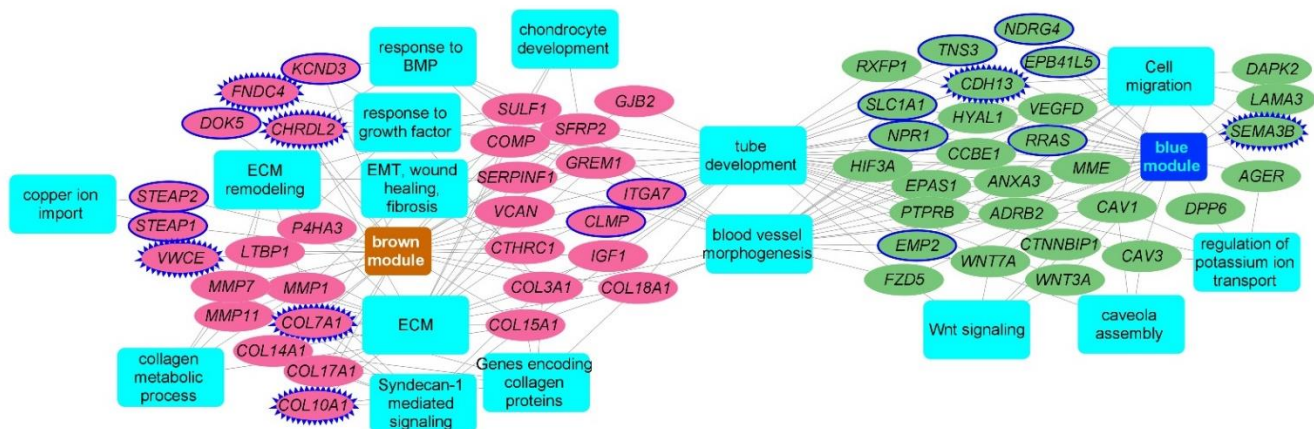 KCND3
FNDC4
DOK5
CHRDL2
response to
BMP
response to
growth factor
chondrocyte
development
ECM
remodeling
EMT, wound
healing,
fibrosis
copper ion
import
STEAP2
STEAP1
VWCE
P4HA3
LTBP1
brown
module
MMP7
MMP1
MMP11
COL7A1
COL14A1
COL17A1
COL10A1
collagen
metabolic
process
ECM
Syndecan-1
mediated
signaling
Genes encoding
collagen
proteins
SULF1
GJB2
COMP
SFRP2
GREM1
SERPINF1
ITGA7
VCAN
CLMP
CTHRC1
IGF1
COL3A1
COL18A1
COL15A1
tube
development
blood vessel
morphogenesis
RXFP1
TNS3
NDRG4
EPB41L5
CDH13
SLC1A1
HYAL1
VEGFD
NPR1
RRAS
CCBE1
HIF3A
MME
EPAS1
ANXA3
PTPRB
ADRB2
CAV1
EMP2
CTNNBIP1
WNT7A
CAV3
FZD5
WNT3A
Cell
migration
DAPK2
LAMA3
SEMA3B
blue
module
AGER
DPP6
regulation of
potassium ion
transport
Wnt signaling
caveola
assembly